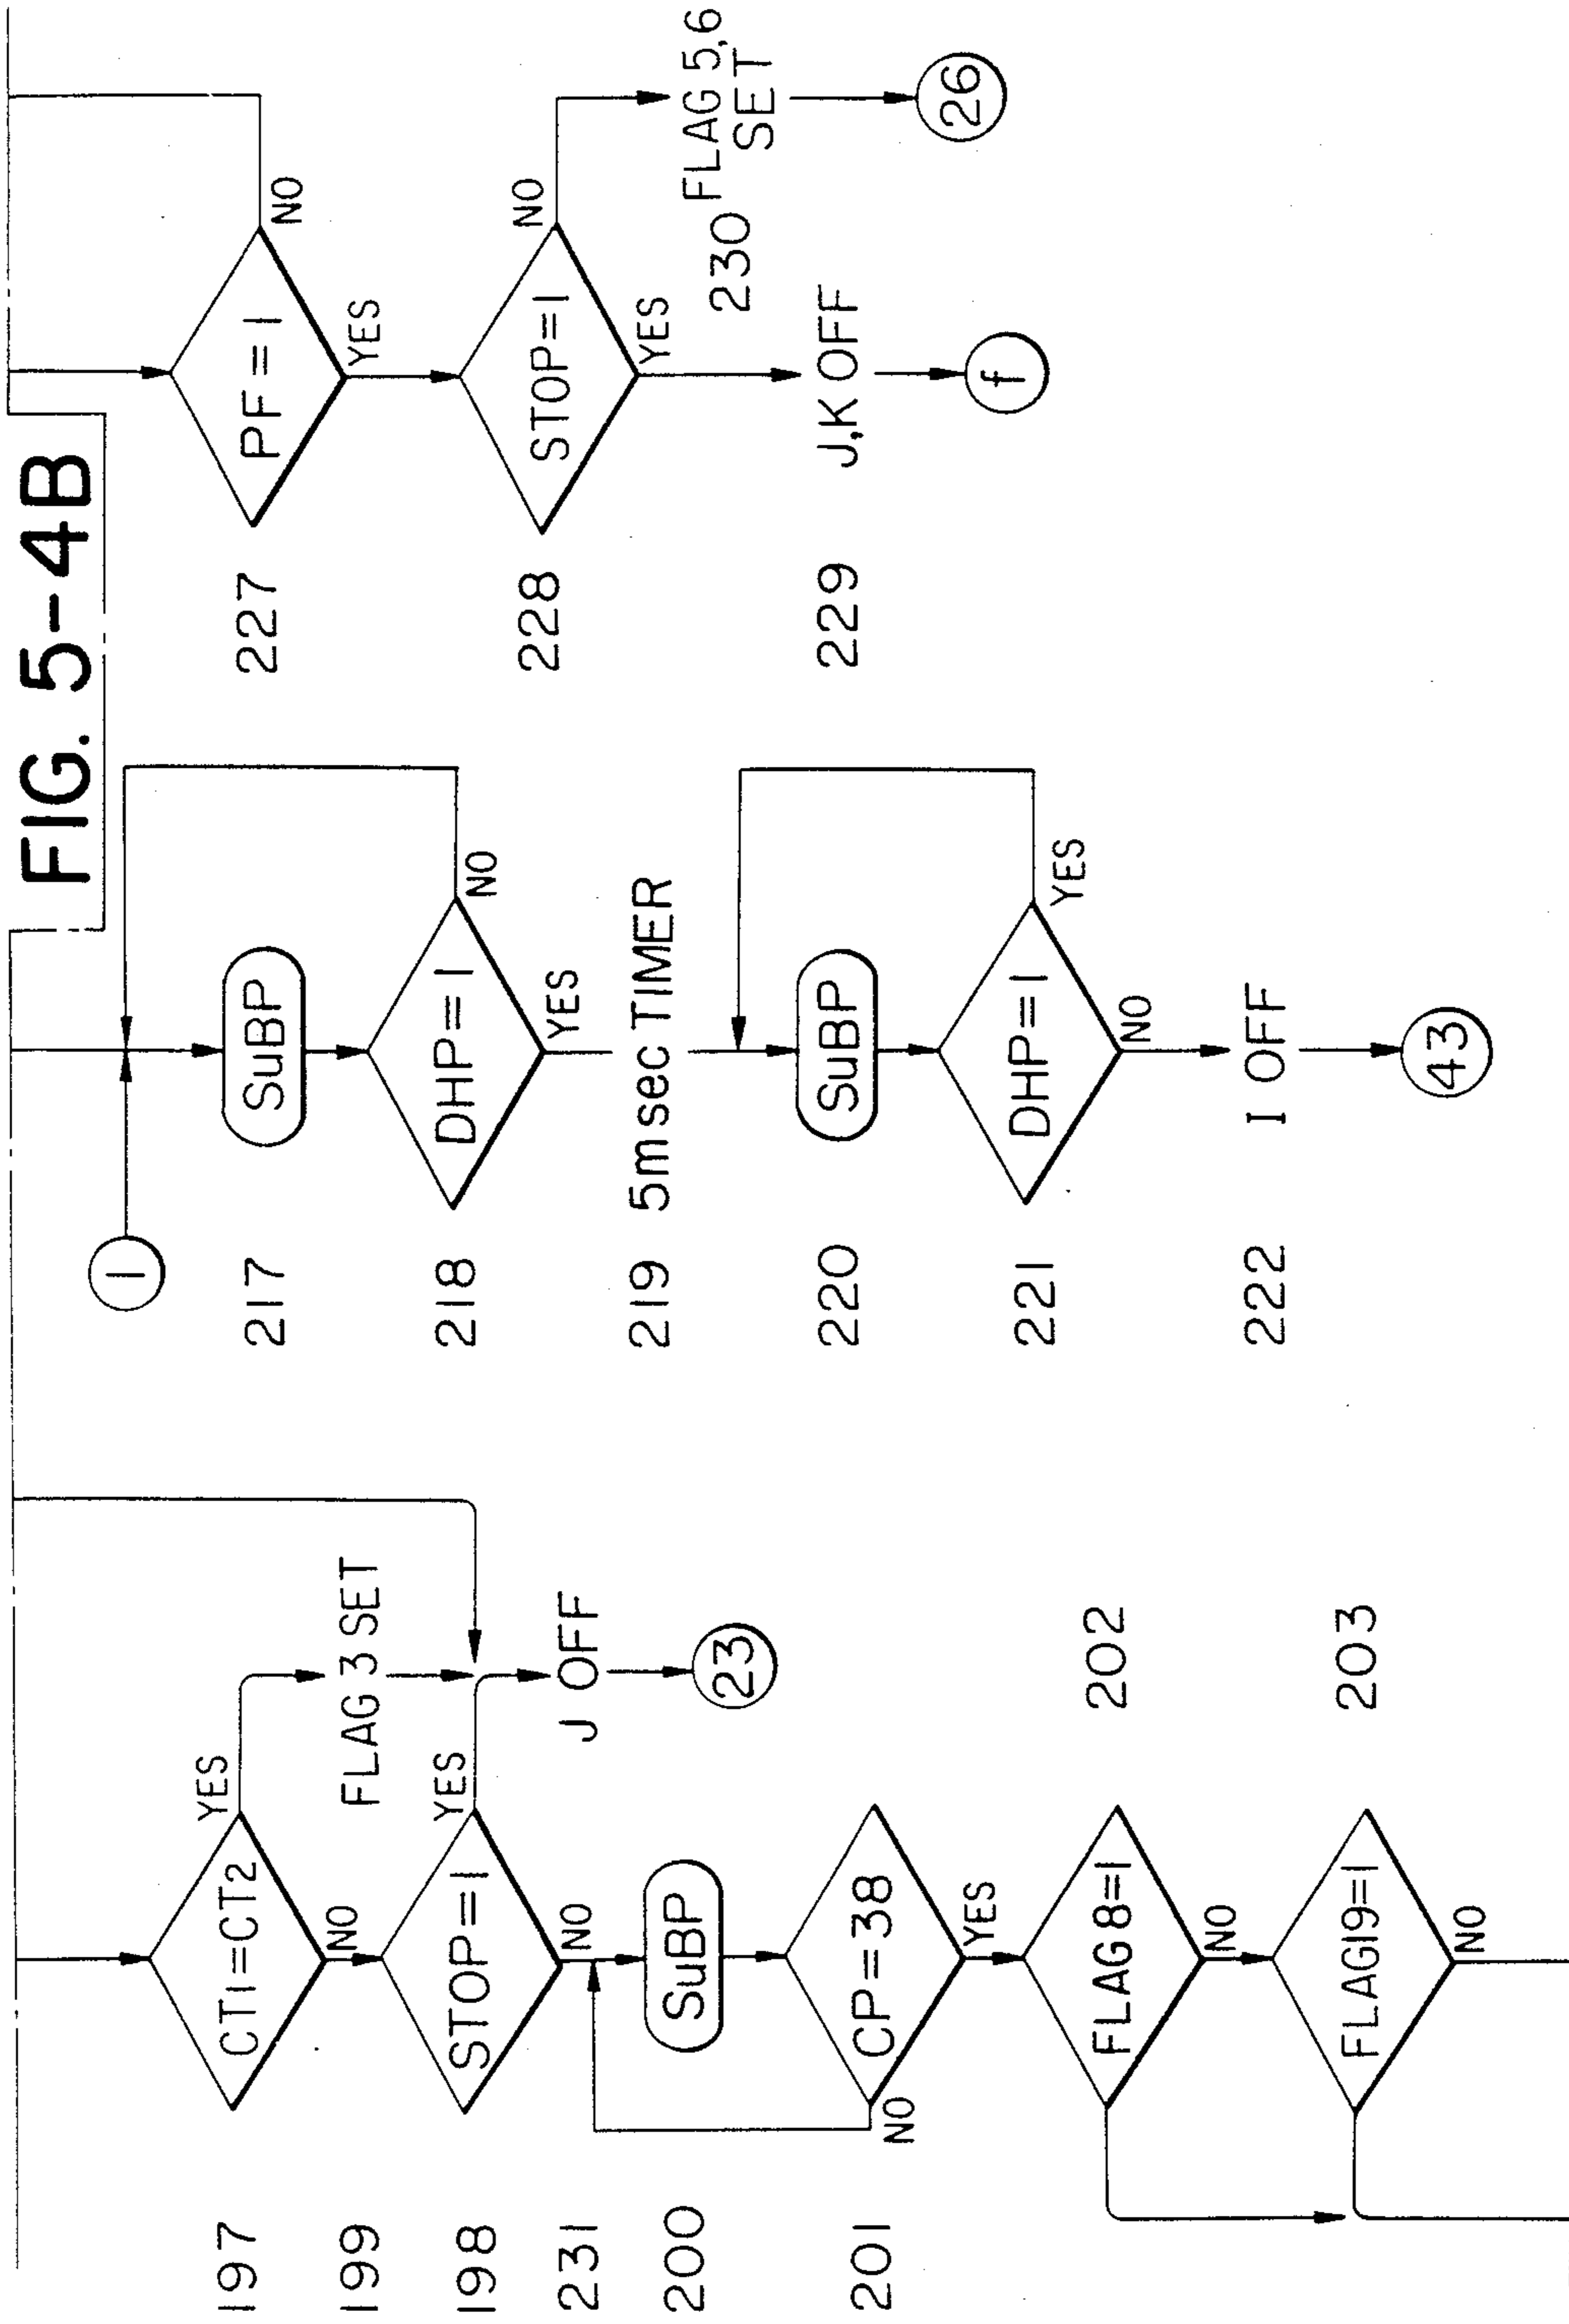 FIG. 5-4B
197
CT1=CT2
YES
NO
199
FLAG 3 SET
198
STOP=1
YES
NO
231
J OFF
23
200
SuBP
201
CP=38
NO
YES
202
FLAG 8=1
NO
203
FLAG19=1
NO
1
217
SuBP
218
DHP=1
NO
YES
219 5msec TIMER
220
SuBP
221
DHP=1
YES
NO
222
I OFF
43
227
PF=1
NO
YES
228
STOP=1
NO
YES
230
FLAG 5,6
SET
26
229
J,K OFF
f